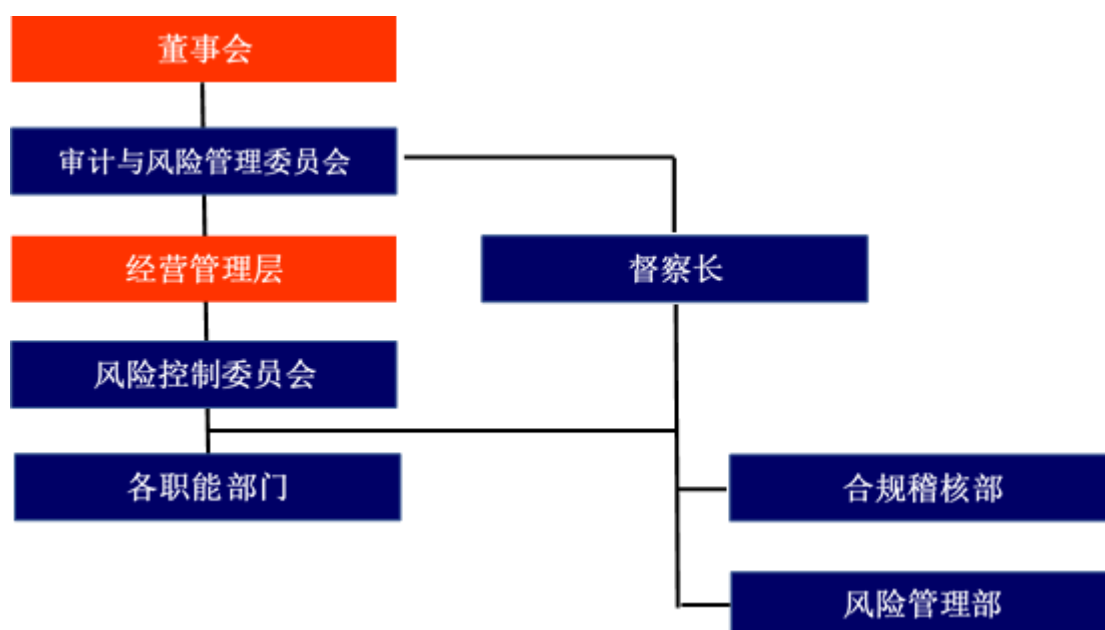 董事会
审计与风险管理委员会
经营管理层
督察长
风险控制委员会
各职能部门
合规稽核部
风险管理部